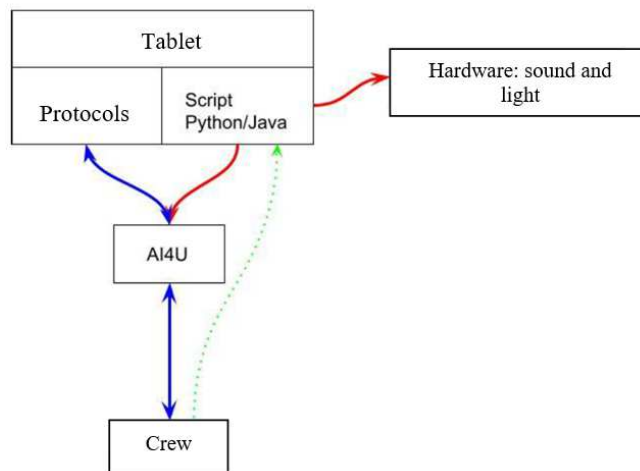 Tablet
Protocols
Script
Python/Java
Hardware: sound and
light
AI4U
Crew